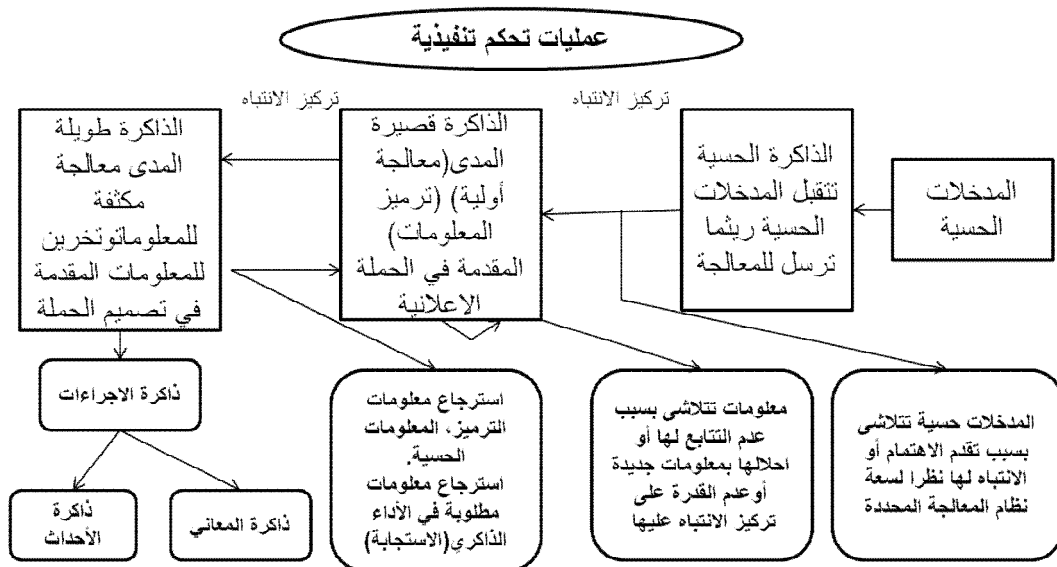 عمليات تحكم تنفيذية
تركيز الانتباه
تركيز الانتباه
المدخلات
الحسية
الذاكرة الحسية
تتقبل المدخلات
الحسية ريثما
ترسل للمعالجة
الذاكرة قصيرة
المدى(معالجة
أولية) (ترميز
المعلومات)
المقدمة في الحملة
الاعلانية
الذاكرة طويلة
المدى معالجة
مكثفة
للمعلوماتوتخرين
للمعلومات المقدمة
في تصميم الحملة
المدخلات حسية تتلاشى
بسبب تقدم الاهتمام أو
الانتباه لها نظرا لسعة
نظام المعالجة المحددة
معلومات تتلاشى بسبب
عدم التتابع لها أو
احلالها بمعلومات جديدة
أوعدم القدرة على
تركيز الانتباه عليها
استرجاع معلومات
الترميز، المعلومات
الحسية.
استرجاع معلومات
مطلوبة في الأداء
الذاكري(الاستجابة)
ذاكرة الاجراءات
ذاكرة المعاني
ذاكرة
الأحداث